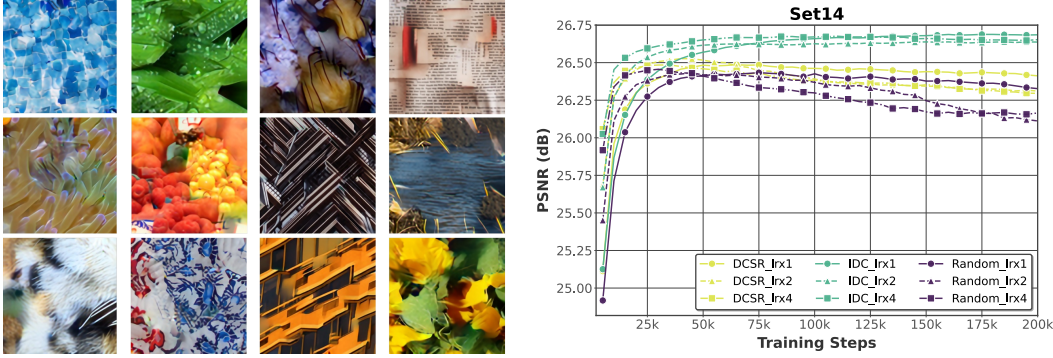 Set14
PSNR (dB)
26.75
26.50
26.25
26.00
25.75
25.50
25.25
25.00
DCSR_lrx1
DCSR_lrx2
DCSR_lrx4
IDC_lrx1
IDC_lrx2
IDC_lrx4
Random_lrx1
Random_lrx2
Random_lrx4
25k 50k 75k 100k 125k 150k 175k 200k
Training Steps